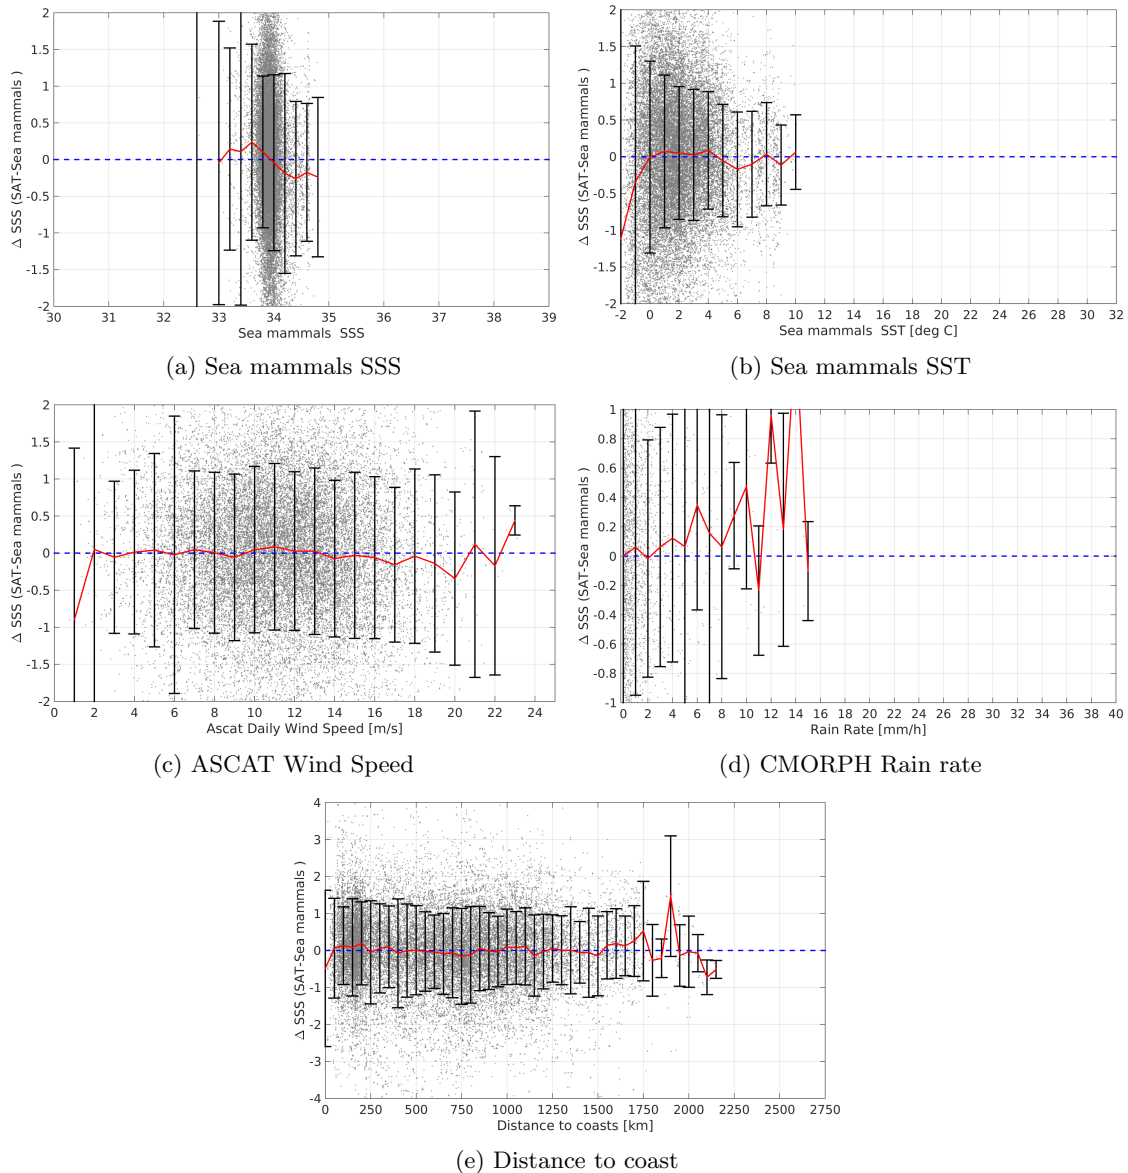 Δ SSS (SAT-Sea mammals )
2
1.5
1
0.5
0
-0.5
-1
-1.5
-2
30 31 32 33 34 35 36 37 38 39
Sea mammals SSS
(a) Sea mammals SSS
Δ SSS (SAT-Sea mammals )
2
1.5
1
0.5
0
-0.5
-1
-1.5
-2
-2 0 2 4 6 8 10 12 14 16 18 20 22 24 26 28 30 32
Sea mammals SST [deg C]
(b) Sea mammals SST
Δ SSS (SAT-Sea mammals )
2
1.5
1
0.5
0
-0.5
-1
-1.5
-2
0 2 4 6 8 10 12 14 16 18 20 22 24
Ascat Daily Wind Speed [m/s]
(c) ASCAT Wind Speed
Δ SSS (SAT-Sea mammals )
1
0.8
0.6
0.4
0.2
0
-0.2
-0.4
-0.6
-0.8
-1
0 2 4 6 8 10 12 14 16 18 20 22 24 26 28 30 32 34 36 38 40
Rain Rate [mm/h]
(d) CMORPH Rain rate
Δ SSS (SAT-Sea mammals )
4
3
2
1
0
-1
-2
-3
-4
0 250 500 750 1000 1250 1500 1750 2000 2250 2500 2750
Distance to coasts [km]
(e) Distance to coast